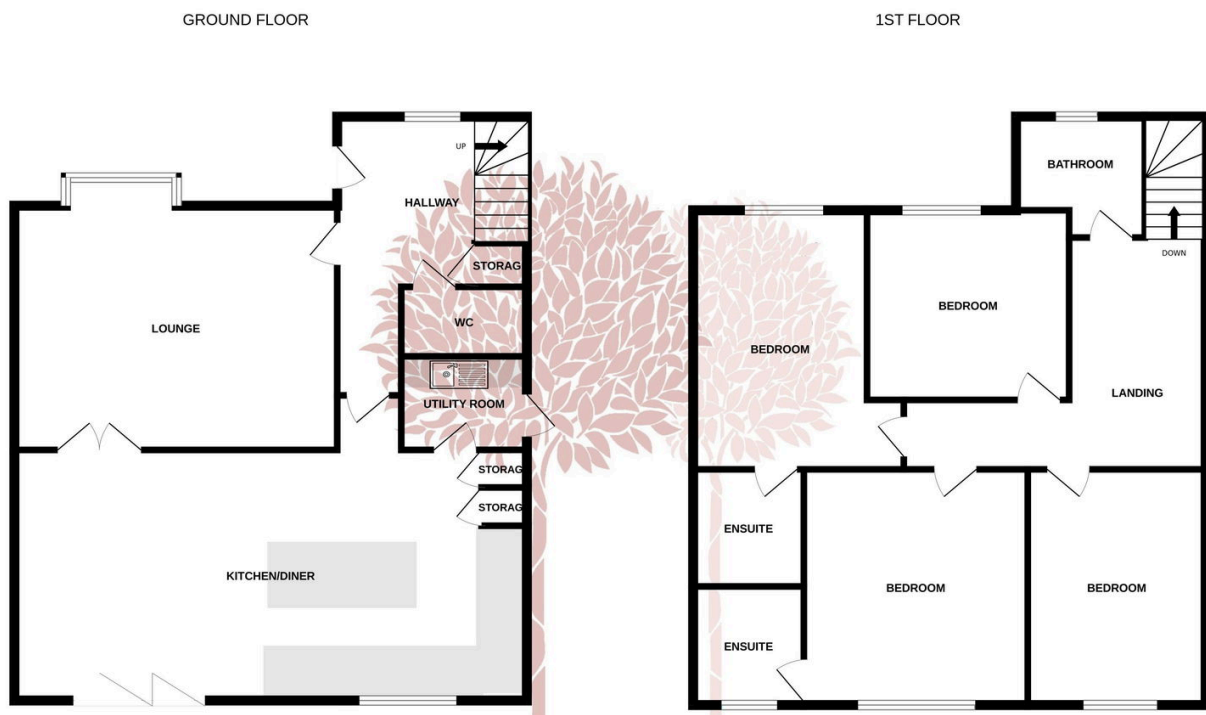 GROUND FLOOR
1ST FLOOR
UP
HALLWAY
STORAG
LOUNGE
WC
UTILITY ROOM
STORAG
STORAG
KITCHEN/DINER
BATHROOM
DOWN
BEDROOM
BEDROOM
LANDING
ENSUITE
BEDROOM
BEDROOM
ENSUITE